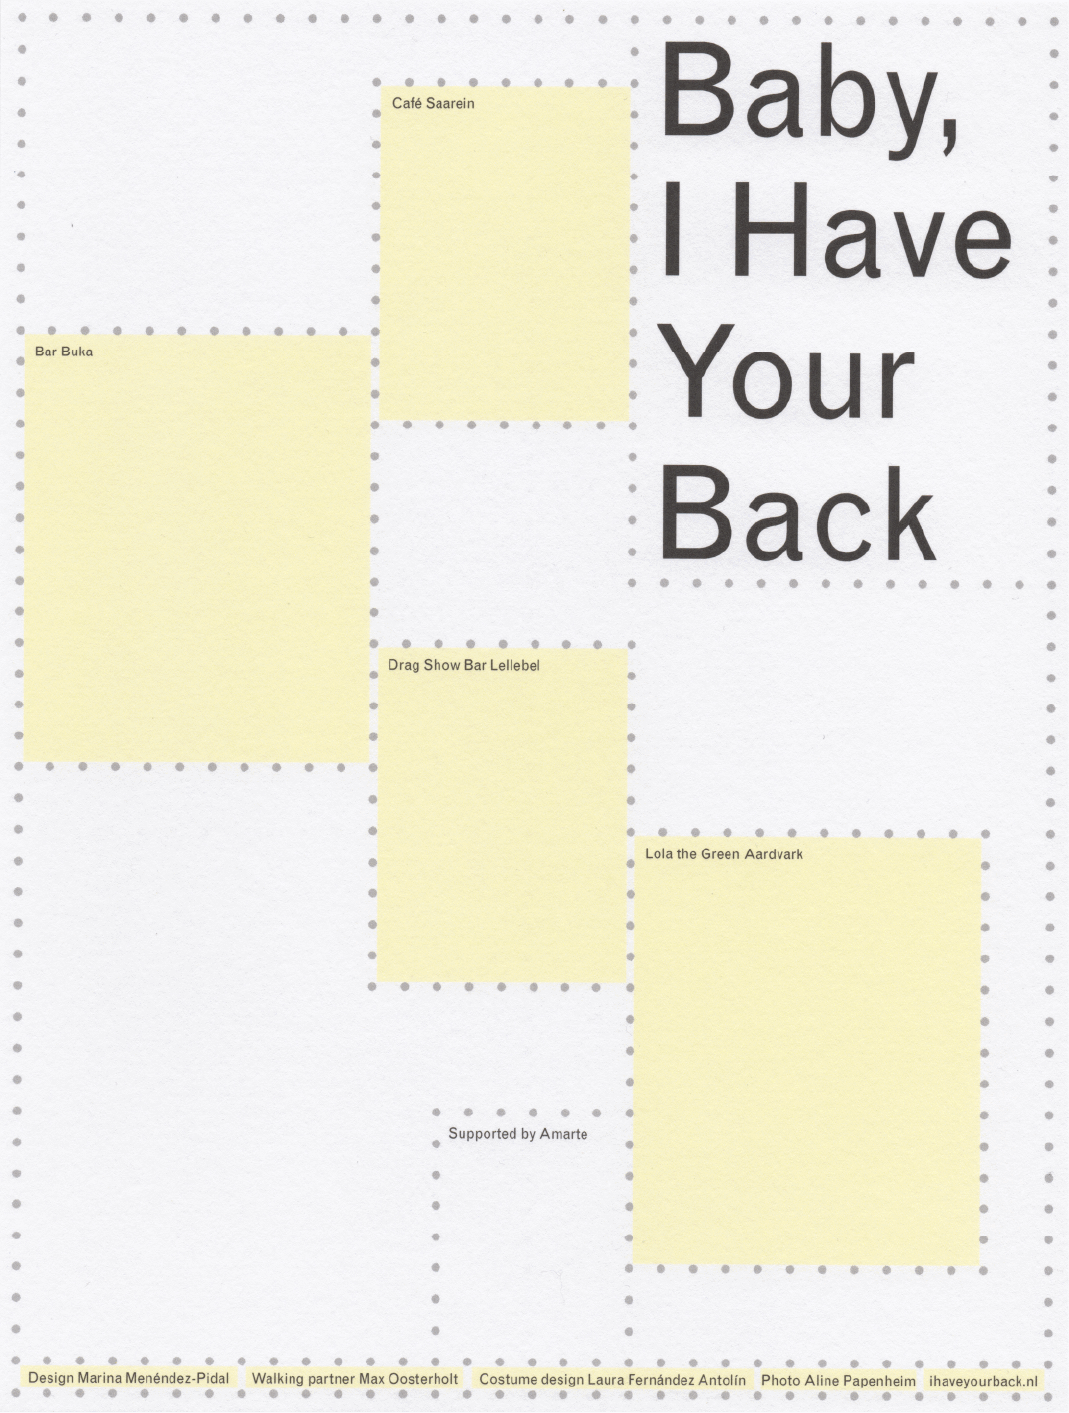 Baby,
I Have
Your
Back
Café Saarein
Bar Buka
Drag Show Bar Lellebel
Lola the Green Aardvark
Supported by Amarte
Design Marina Menéndez-Pidal Walking partner Max Oosterholt Costume design Laura Fernández Antolín Photo Aline Papenheim ihaveyourback.nl